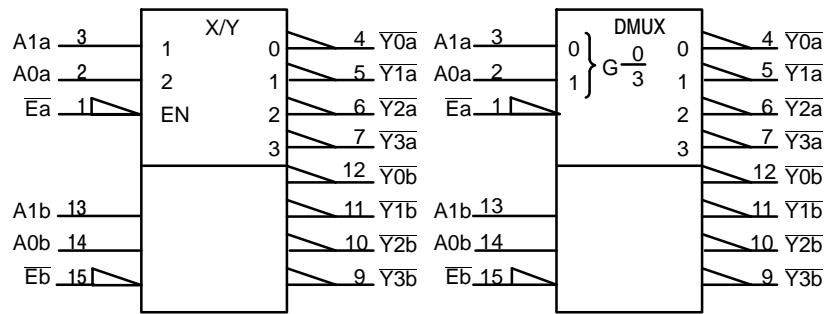 X/Y
A1a 3 1 0 4 Y0a
A0a 2 2 1 5 Y1a
Ea 1 EN 2 6 Y2a
3 7 Y3a
12 Y0b
A1b 13 11 Y1b
A0b 14 10 Y2b
Eb 15 9 Y3b
DMUX
A1a 3 0 } G 0/3 0 4 Y0a
A0a 2 1 1 5 Y1a
Ea 1 2 6 Y2a
3 7 Y3a
12 Y0b
A1b 13 11 Y1b
A0b 14 10 Y2b
Eb 15 9 Y3b